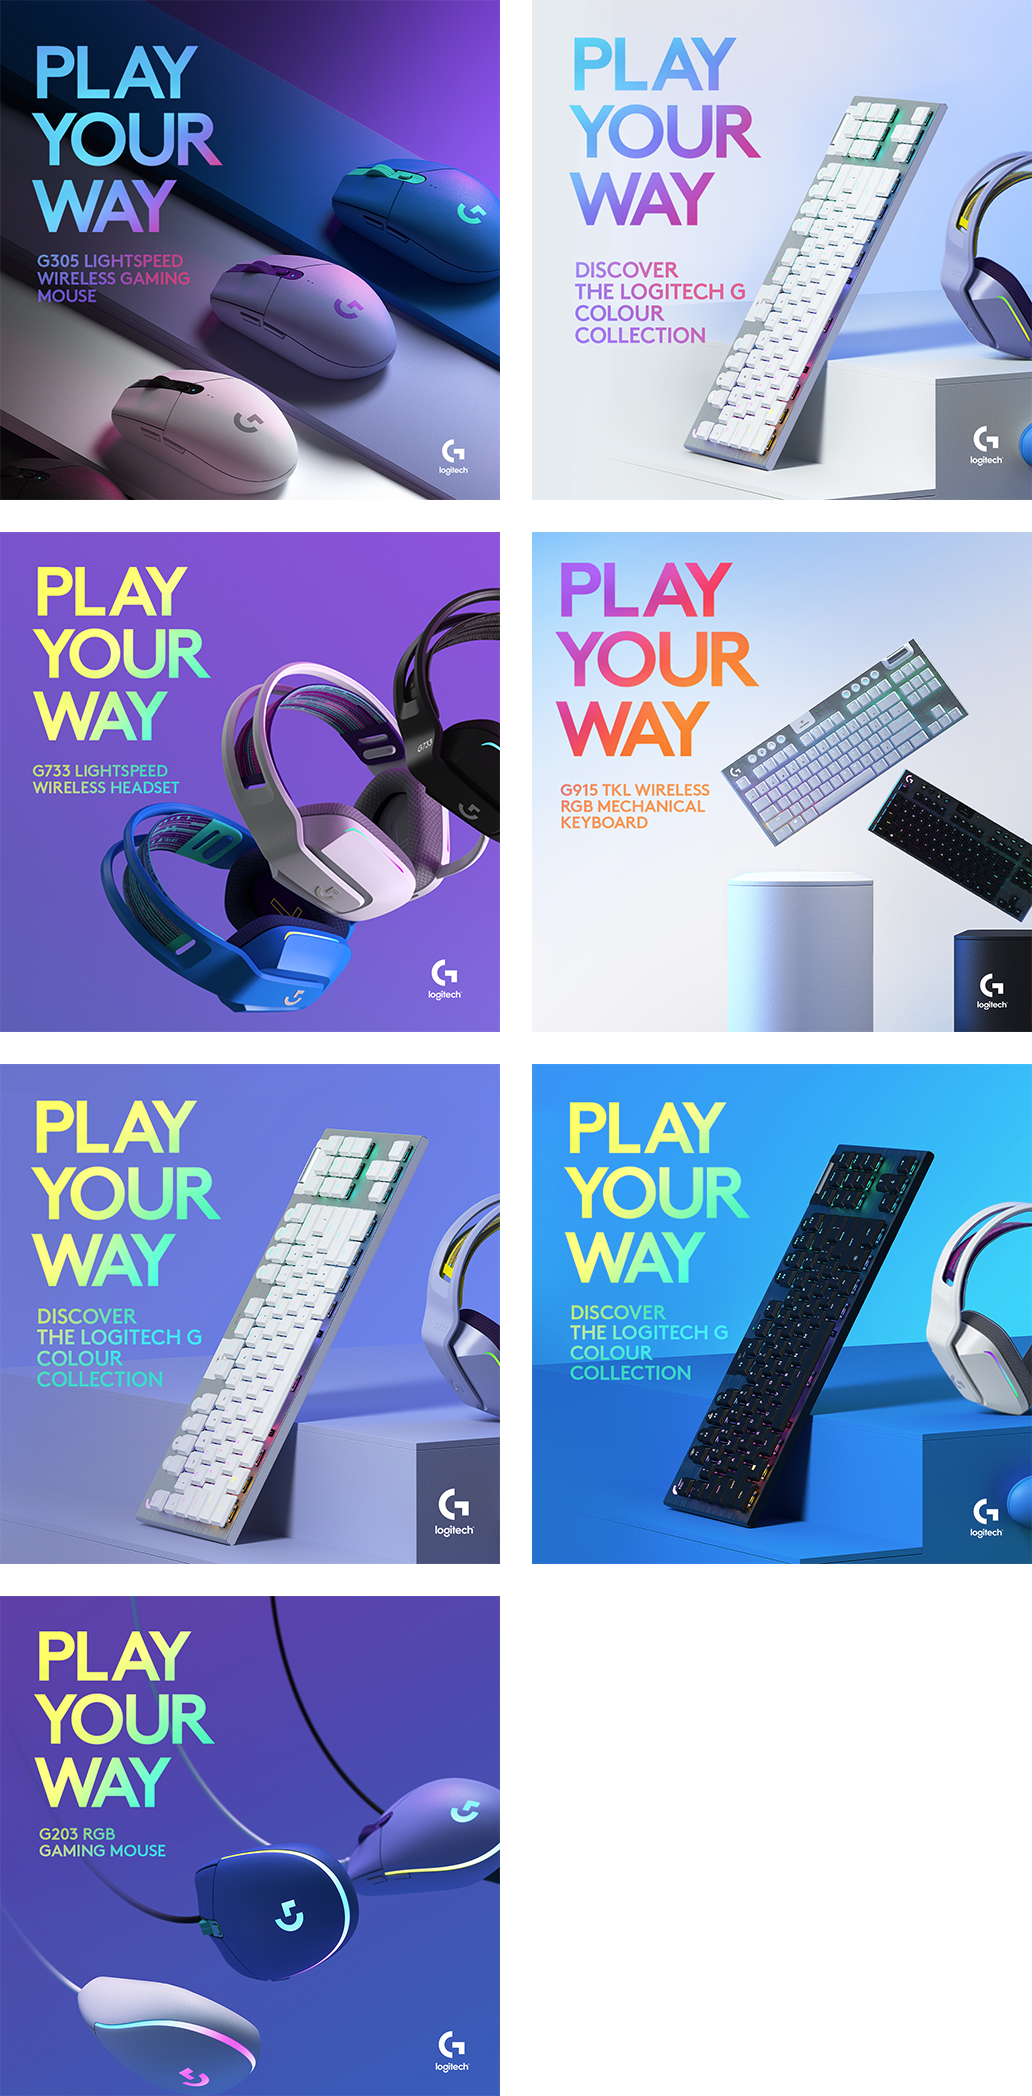 PLAY
YOUR
WAY
G305 LIGHTSPEED
WIRELESS GAMING
MOUSE
logitech
PLAY
YOUR
WAY
DISCOVER
THE LOGITECH G
COLOUR
COLLECTION
logitech
PLAY
YOUR
WAY
G733 LIGHTSPEED
WIRELESS HEADSET
G733
logitech
PLAY
YOUR
WAY
G915 TKL WIRELESS
RGB MECHANICAL
KEYBOARD
logitech
PLAY
YOUR
WAY
DISCOVER
THE LOGITECH G
COLOUR
COLLECTION
logitech
PLAY
YOUR
WAY
DISCOVER
THE LOGITECH G
COLOUR
COLLECTION
logitech
PLAY
YOUR
WAY
G203 RGB
GAMING MOUSE
logitech